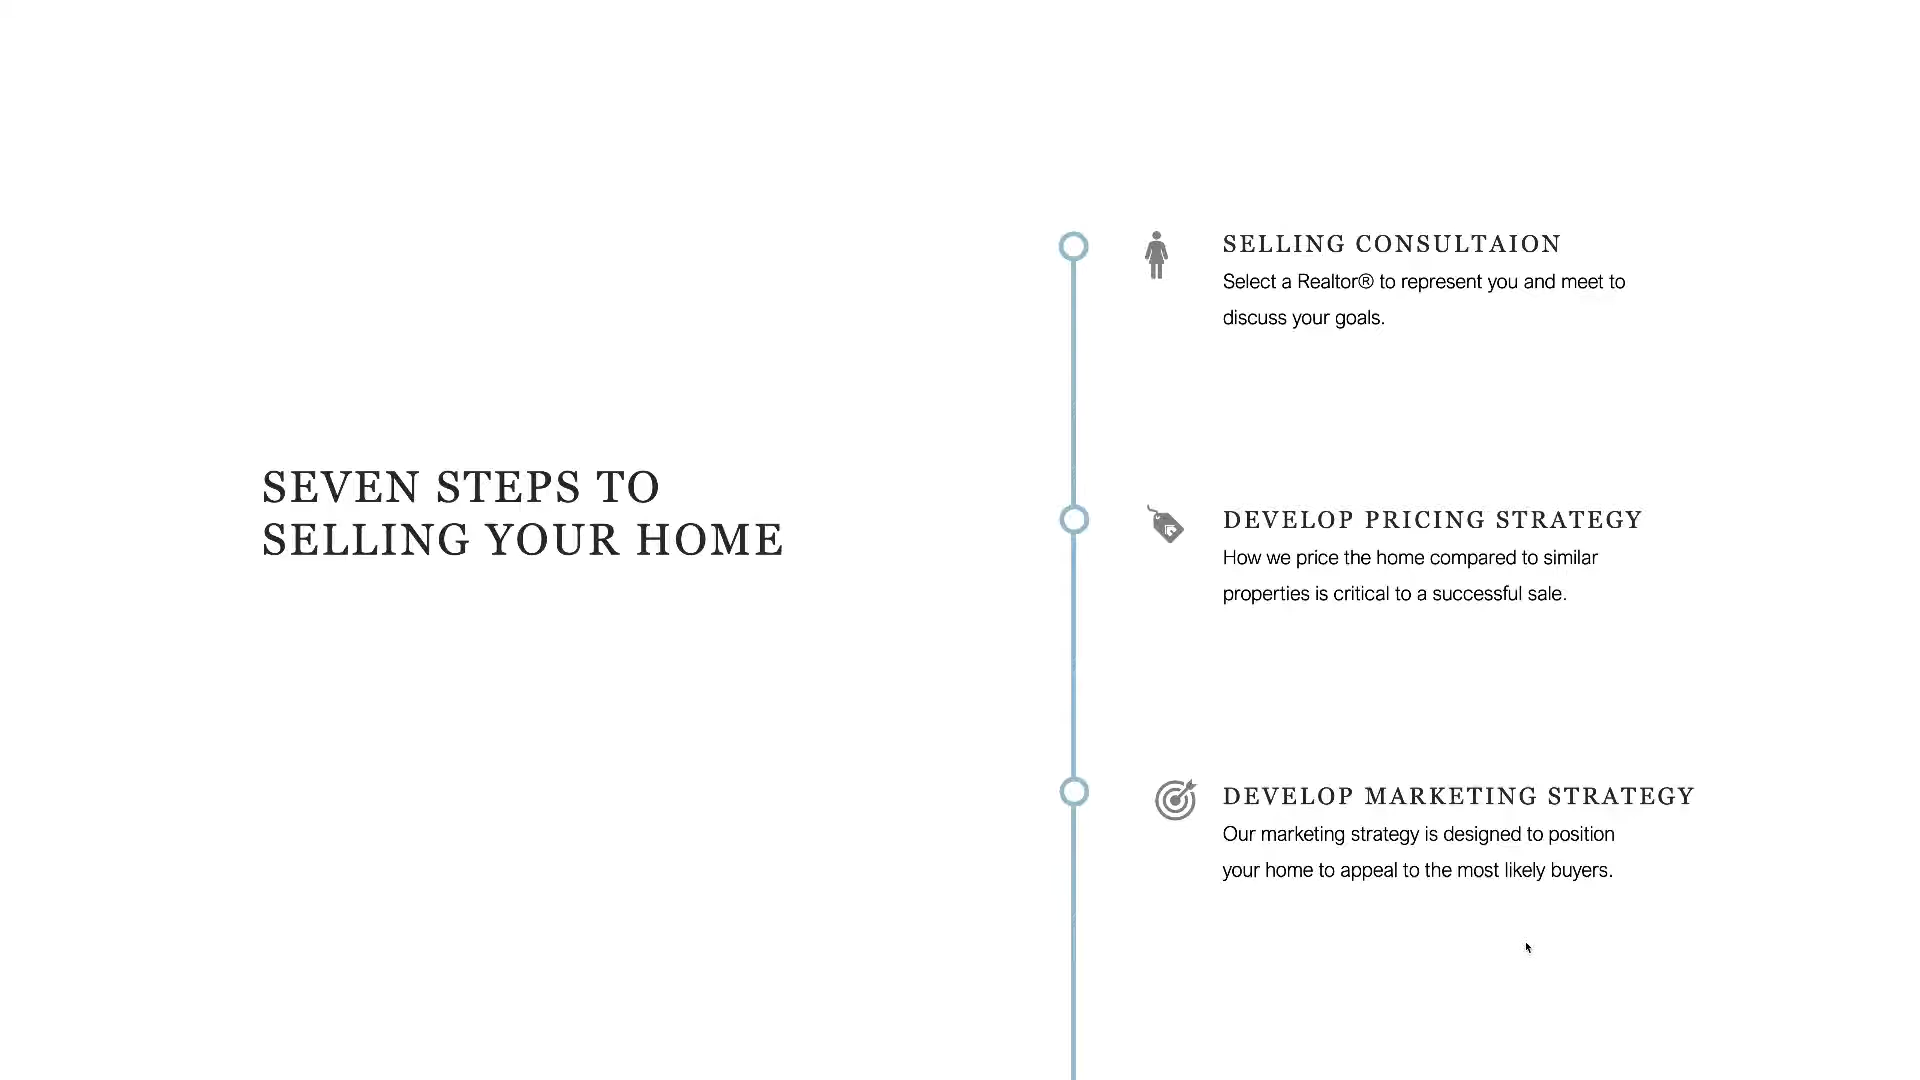 SEVEN STEPS TO
SELLING YOUR HOME
SELLING CONSULTAION
Select a Realtor® to represent you and meet to
discuss your goals.
DEVELOP PRICING STRATEGY
How we price the home compared to similar
properties is critical to a successful sale.
DEVELOP MARKETING STRATEGY
Our marketing strategy is designed to position
your home to appeal to the most likely buyers.